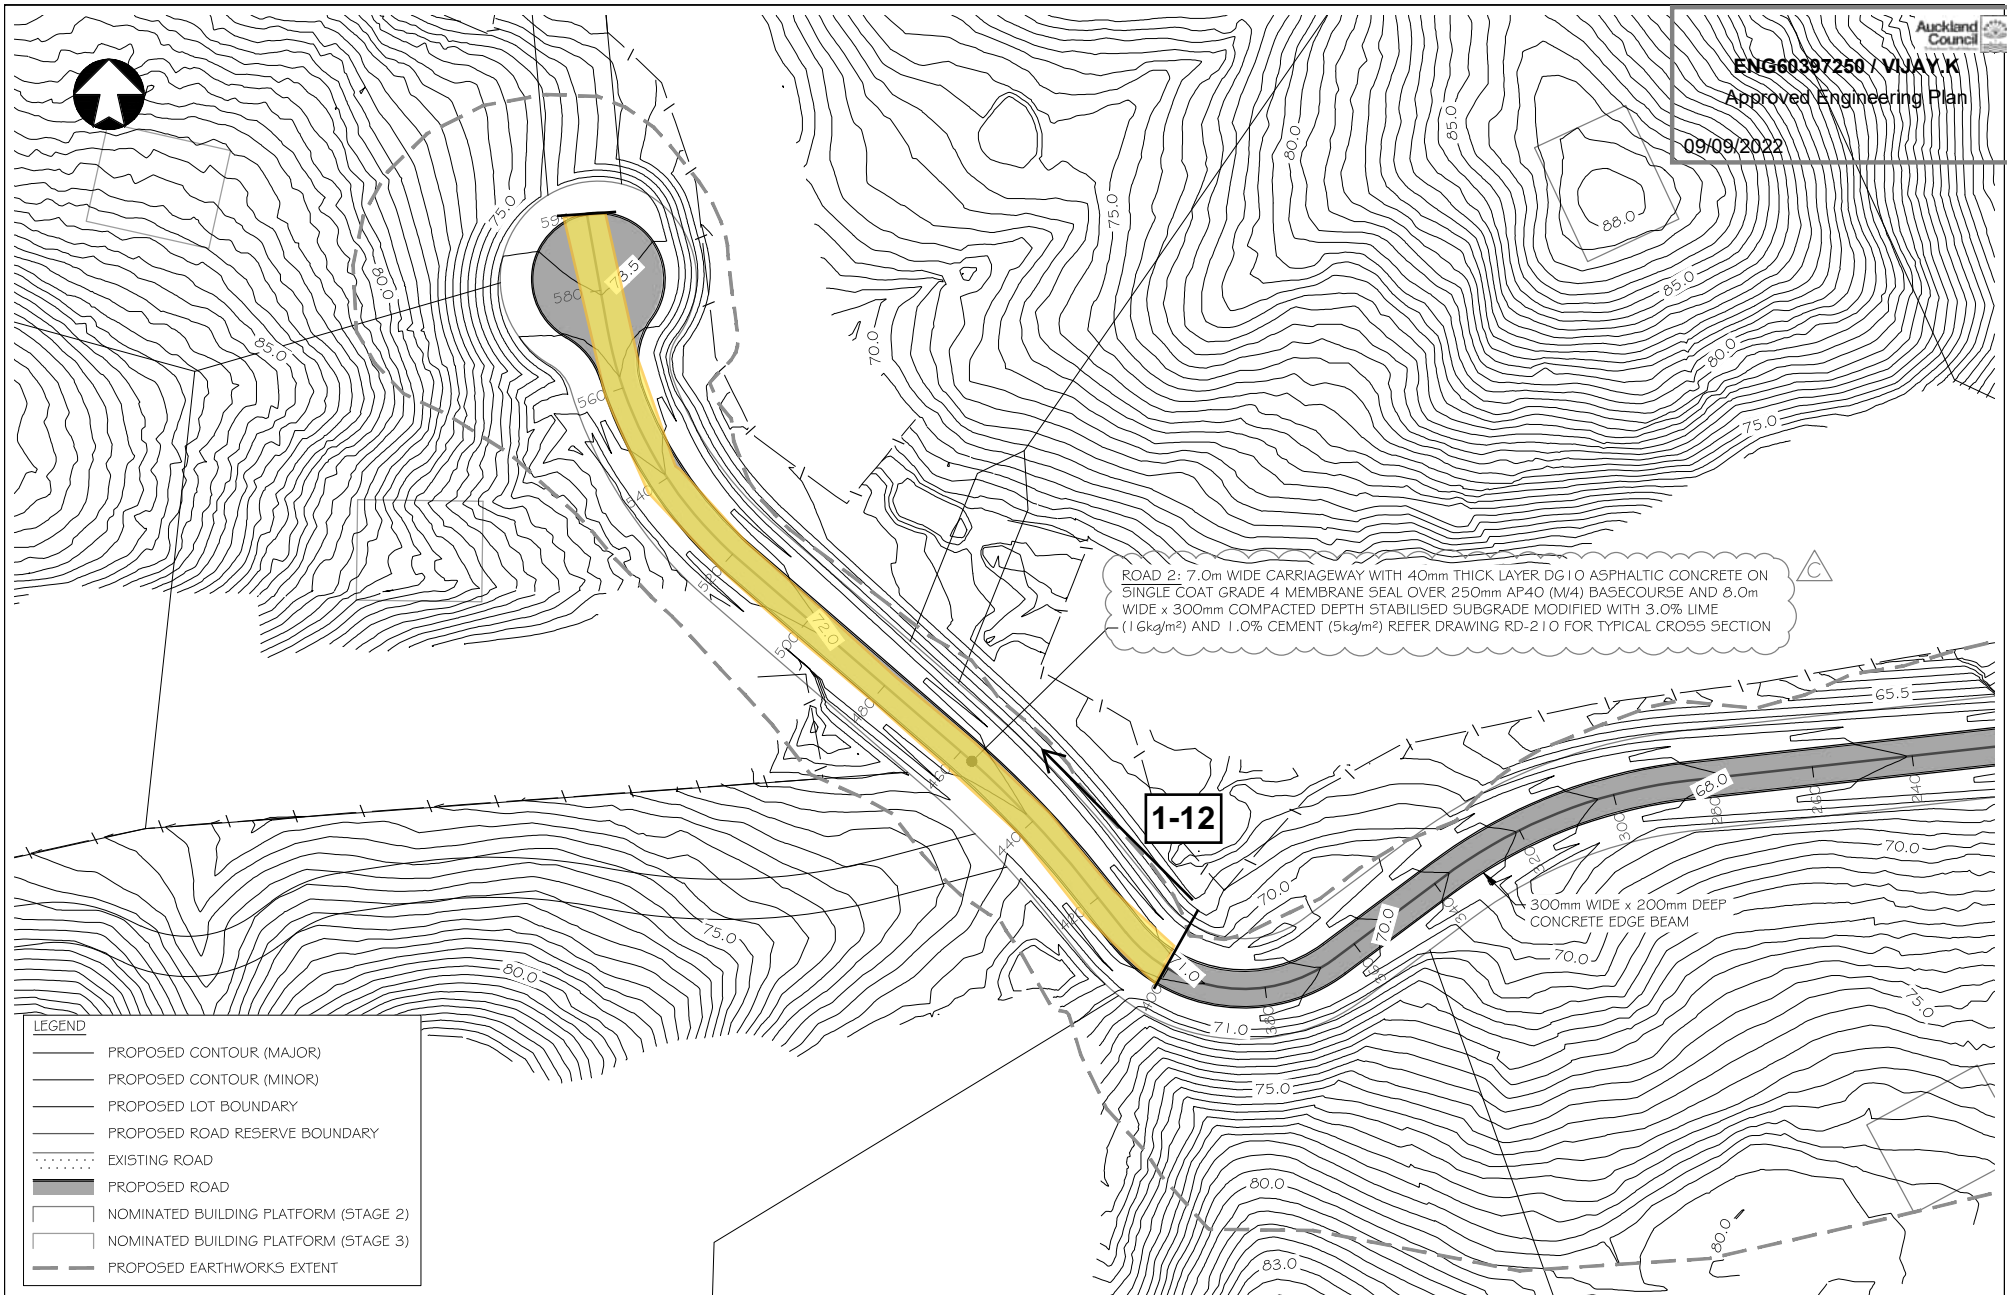 Auckland
Council
ENG60397250 / VIJAY.K
Approved Engineering Plan
09/09/2022
ROAD 2: 7.0m WIDE CARRIAGEWAY WITH 40mm THICK LAYER DG10 ASPHALTIC CONCRETE ON
SINGLE COAT GRADE 4 MEMBRANE SEAL OVER 250mm AP40 (M/4) BASECOURSE AND 8.0m
WIDE x 300mm COMPACTED DEPTH STABILISED SUBGRADE MODIFIED WITH 3.0% LIME
(16kg/m²) AND 1.0% CEMENT (5kg/m²) REFER DRAWING RD-210 FOR TYPICAL CROSS SECTION
C
1-12
300mm WIDE x 200mm DEEP
CONCRETE EDGE BEAM
75.0
80.0
85.0
73.5
580
560
540
520
500
72.0
480
460
440
420
400
71.0
71.0
380
360
70.0
340
320
300
68.0
280
260
240
65.5
70.0
70.0
70.0
75.0
75.0
80.0
83.0
80.0
75.0
80.0
70.0
75.0
80.0
85.0
88.0
85.0
80.0
75.0
LEGEND
PROPOSED CONTOUR (MAJOR)
PROPOSED CONTOUR (MINOR)
PROPOSED LOT BOUNDARY
PROPOSED ROAD RESERVE BOUNDARY
EXISTING ROAD
PROPOSED ROAD
NOMINATED BUILDING PLATFORM (STAGE 2)
NOMINATED BUILDING PLATFORM (STAGE 3)
PROPOSED EARTHWORKS EXTENT